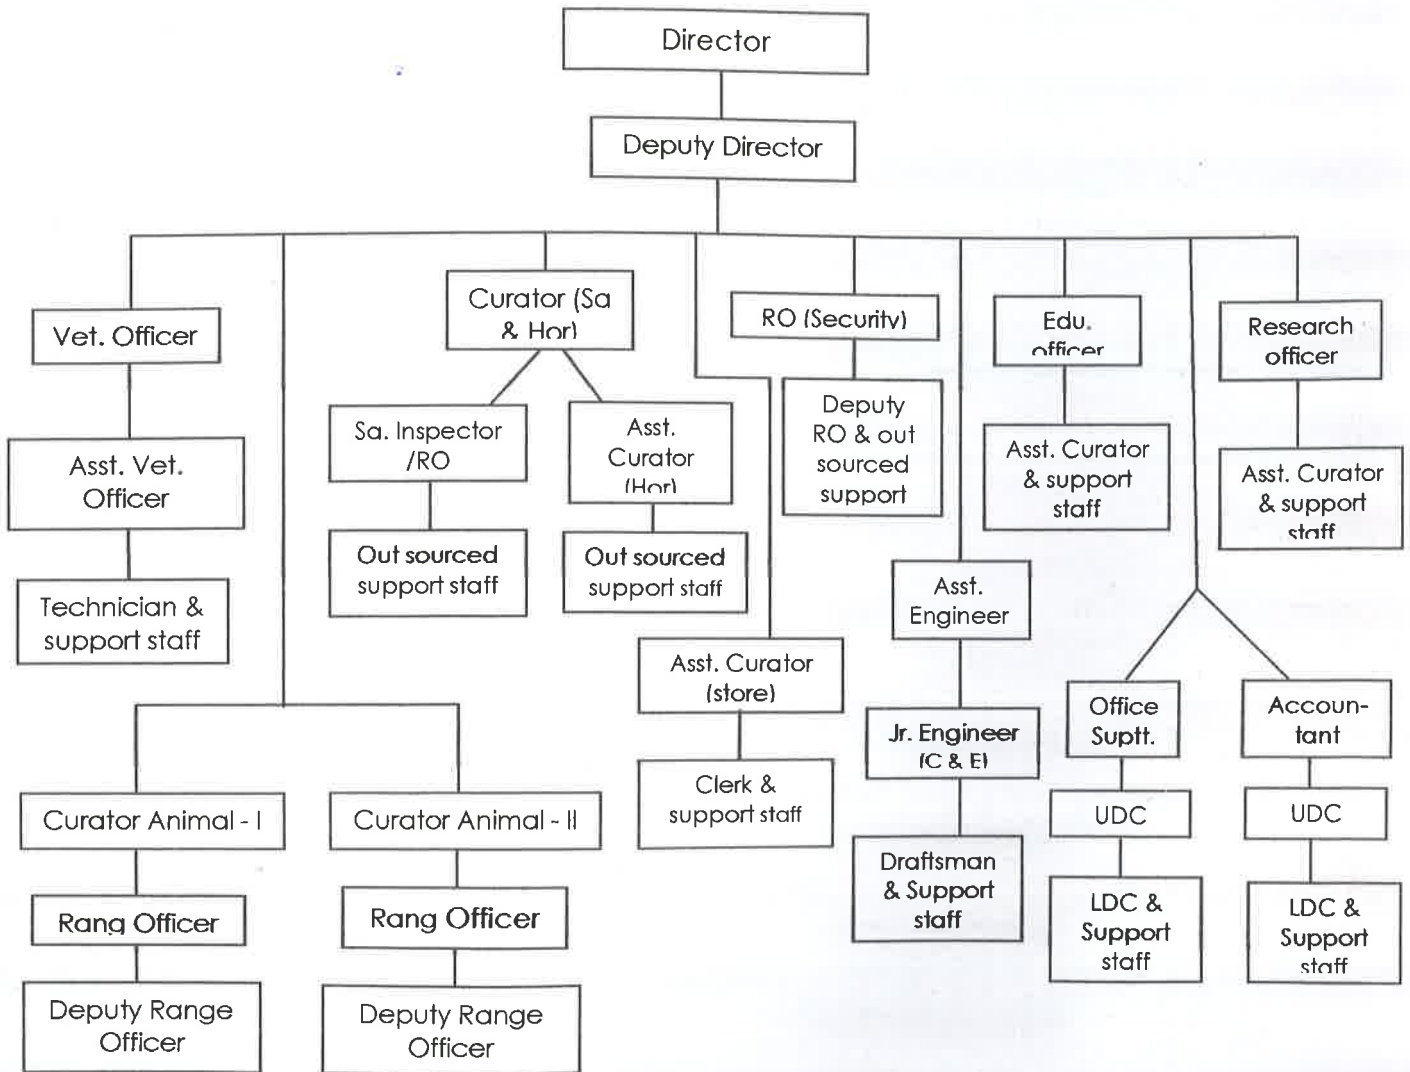 Director
Deputy Director
Vet. Officer
Curator (Sa
& Hor)
RO (Security)
Edu.
officer
Research
officer
Sa. Inspector
/RO
Asst.
Curator
(Hor)
Deputy
RO & out
sourced
support
Asst. Vet.
Officer
Asst. Curator
& support
staff
Asst. Curator
& support
staff
Out sourced
support staff
Out sourced
support staff
Technician &
support staff
Asst.
Engineer
Asst. Curator
(store)
Jr. Engineer
(C & E)
Office
Suptt.
Accoun-
tant
Clerk &
support staff
Curator Animal - I
Curator Animal - II
UDC
UDC
Draftsman
& Support
staff
Rang Officer
Rang Officer
LDC &
Support
staff
LDC &
Support
staff
Deputy Range
Officer
Deputy Range
Officer